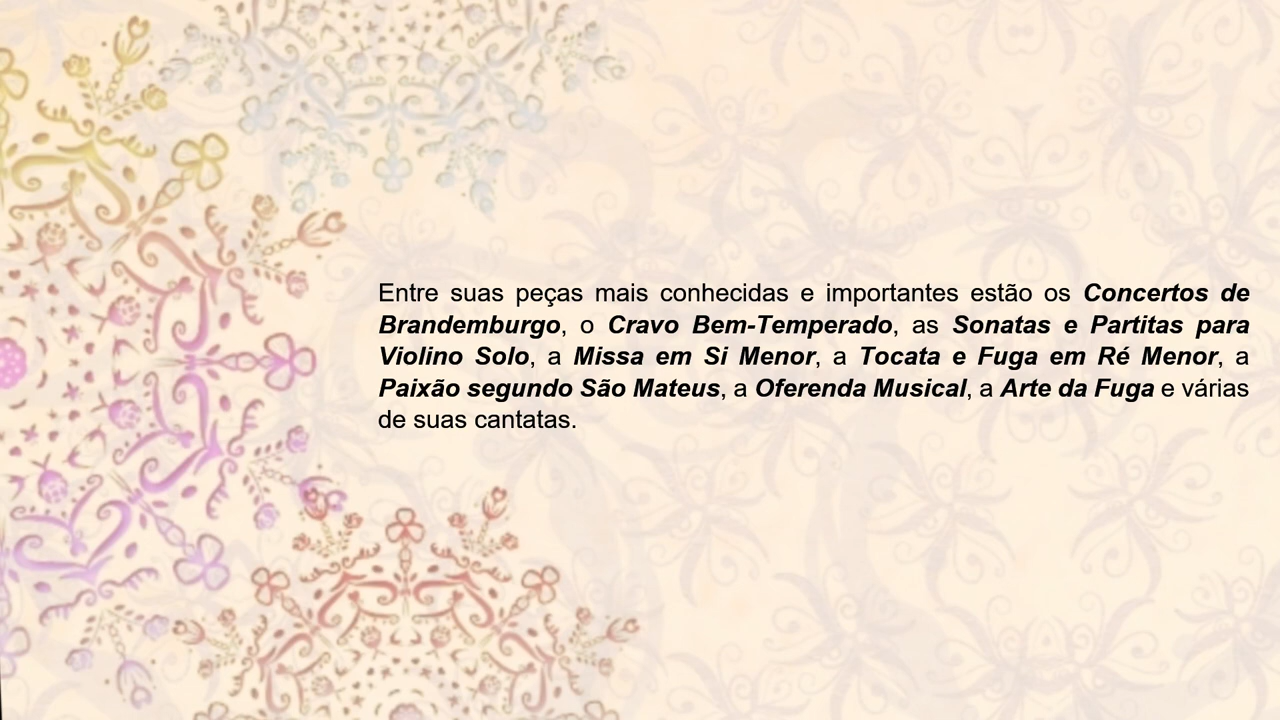 Entre suas peças mais conhecidas e importantes estão os Concertos de
Brandemburgo, o Cravo Bem-Temperado, as Sonatas e Partitas para
Violino Solo, a Missa em Si Menor, a Tocata e Fuga em Ré Menor, a
Paixão segundo São Mateus, a Oferenda Musical, a Arte da Fuga e várias
de suas cantatas.